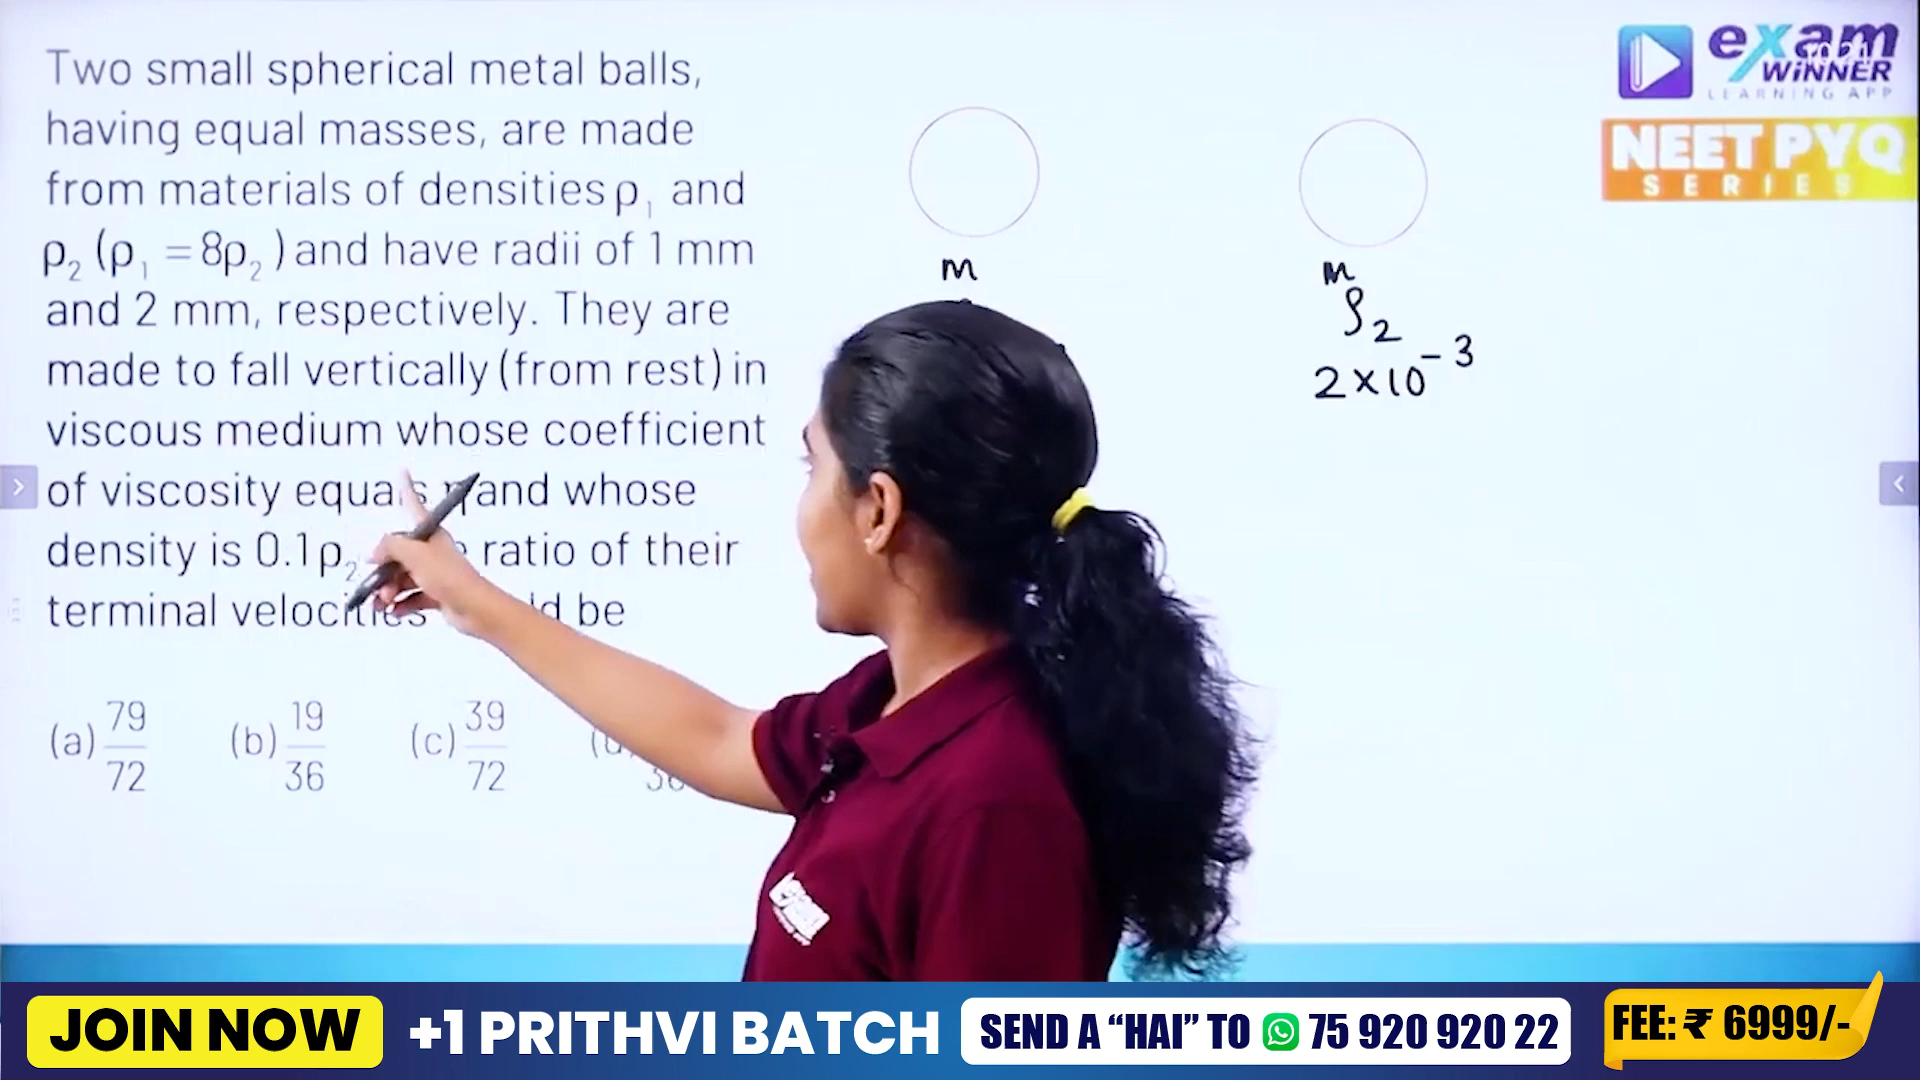 Two small spherical metal balls,
having equal masses, are made
from materials of densities ρ₁ and
ρ₂ (ρ₁ = 8ρ₂) and have radii of 1 mm
and 2 mm, respectively. They are
made to fall vertically (from rest) in
viscous medium whose coefficient
of viscosity equals η and whose
density is 0.1ρ₂. ratio of their
terminal velocities be
(a) 79/72 (b) 19/36 (c) 39/72
m
m
ρ₂
2×10⁻³
exam
WINNER
LEARNING APP
NEET PYQ
SERIES
JOIN NOW +1 PRITHVI BATCH SEND A “HAI” TO 75 920 920 22 FEE: ₹ 6999/-